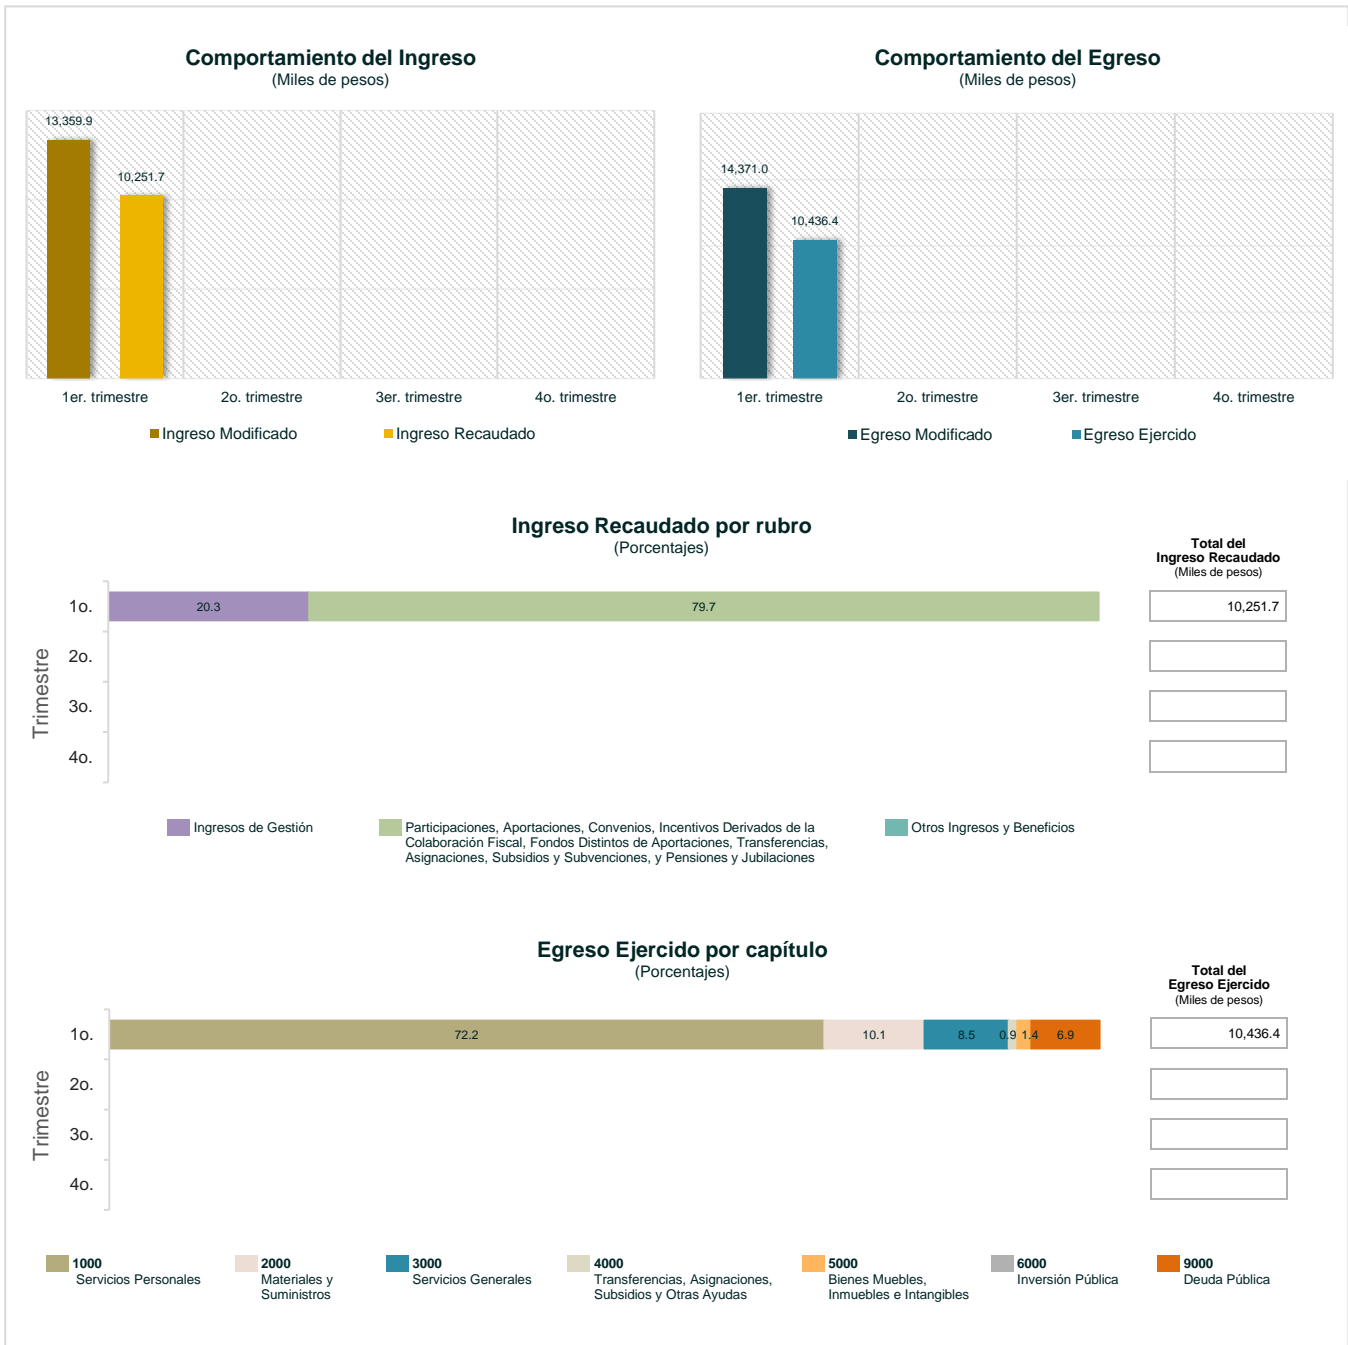 Comportamiento del Ingreso
(Miles de pesos)
13,359.9
10,251.7
1er. trimestre
2o. trimestre
3er. trimestre
4o. trimestre
Ingreso Modificado
Ingreso Recaudado
Comportamiento del Egreso
(Miles de pesos)
14,371.0
10,436.4
1er. trimestre
2o. trimestre
3er. trimestre
4o. trimestre
Egreso Modificado
Egreso Ejercido
Ingreso Recaudado por rubro
(Porcentajes)
Total del
Ingreso Recaudado
(Miles de pesos)
Trimestre
1o.
20.3
79.7
10,251.7
2o.
3o.
4o.
Ingresos de Gestión
Participaciones, Aportaciones, Convenios, Incentivos Derivados de la
Colaboración Fiscal, Fondos Distintos de Aportaciones, Transferencias,
Asignaciones, Subsidios y Subvenciones, y Pensiones y Jubilaciones
Otros Ingresos y Beneficios
Egreso Ejercido por capítulo
(Porcentajes)
Total del
Egreso Ejercido
(Miles de pesos)
Trimestre
1o.
72.2
10.1
8.5
0.9
1.4
6.9
10,436.4
2o.
3o.
4o.
1000
Servicios Personales
2000
Materiales y
Suministros
3000
Servicios Generales
4000
Transferencias, Asignaciones,
Subsidios y Otras Ayudas
5000
Bienes Muebles,
Inmuebles e Intangibles
6000
Inversión Pública
9000
Deuda Pública